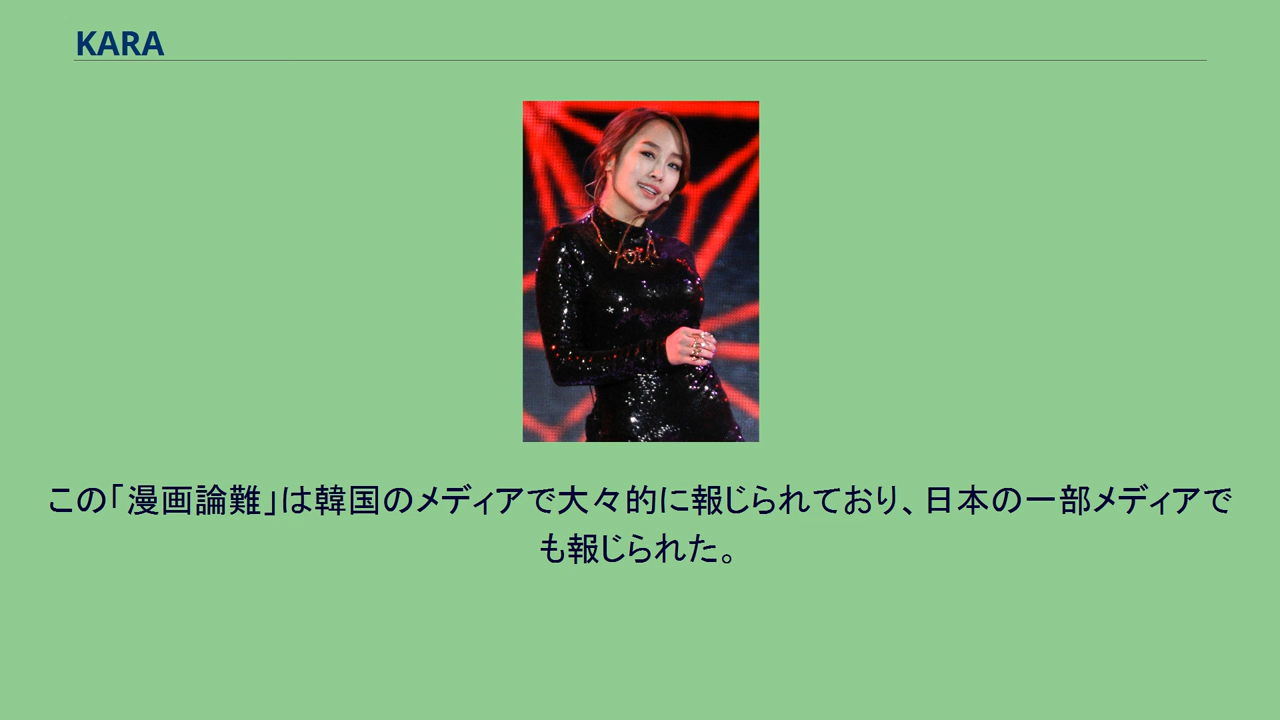 KARA
この「漫画論難」は韓国のメディアで大々的に報じられており、日本の一部メディアで
も報じられた。